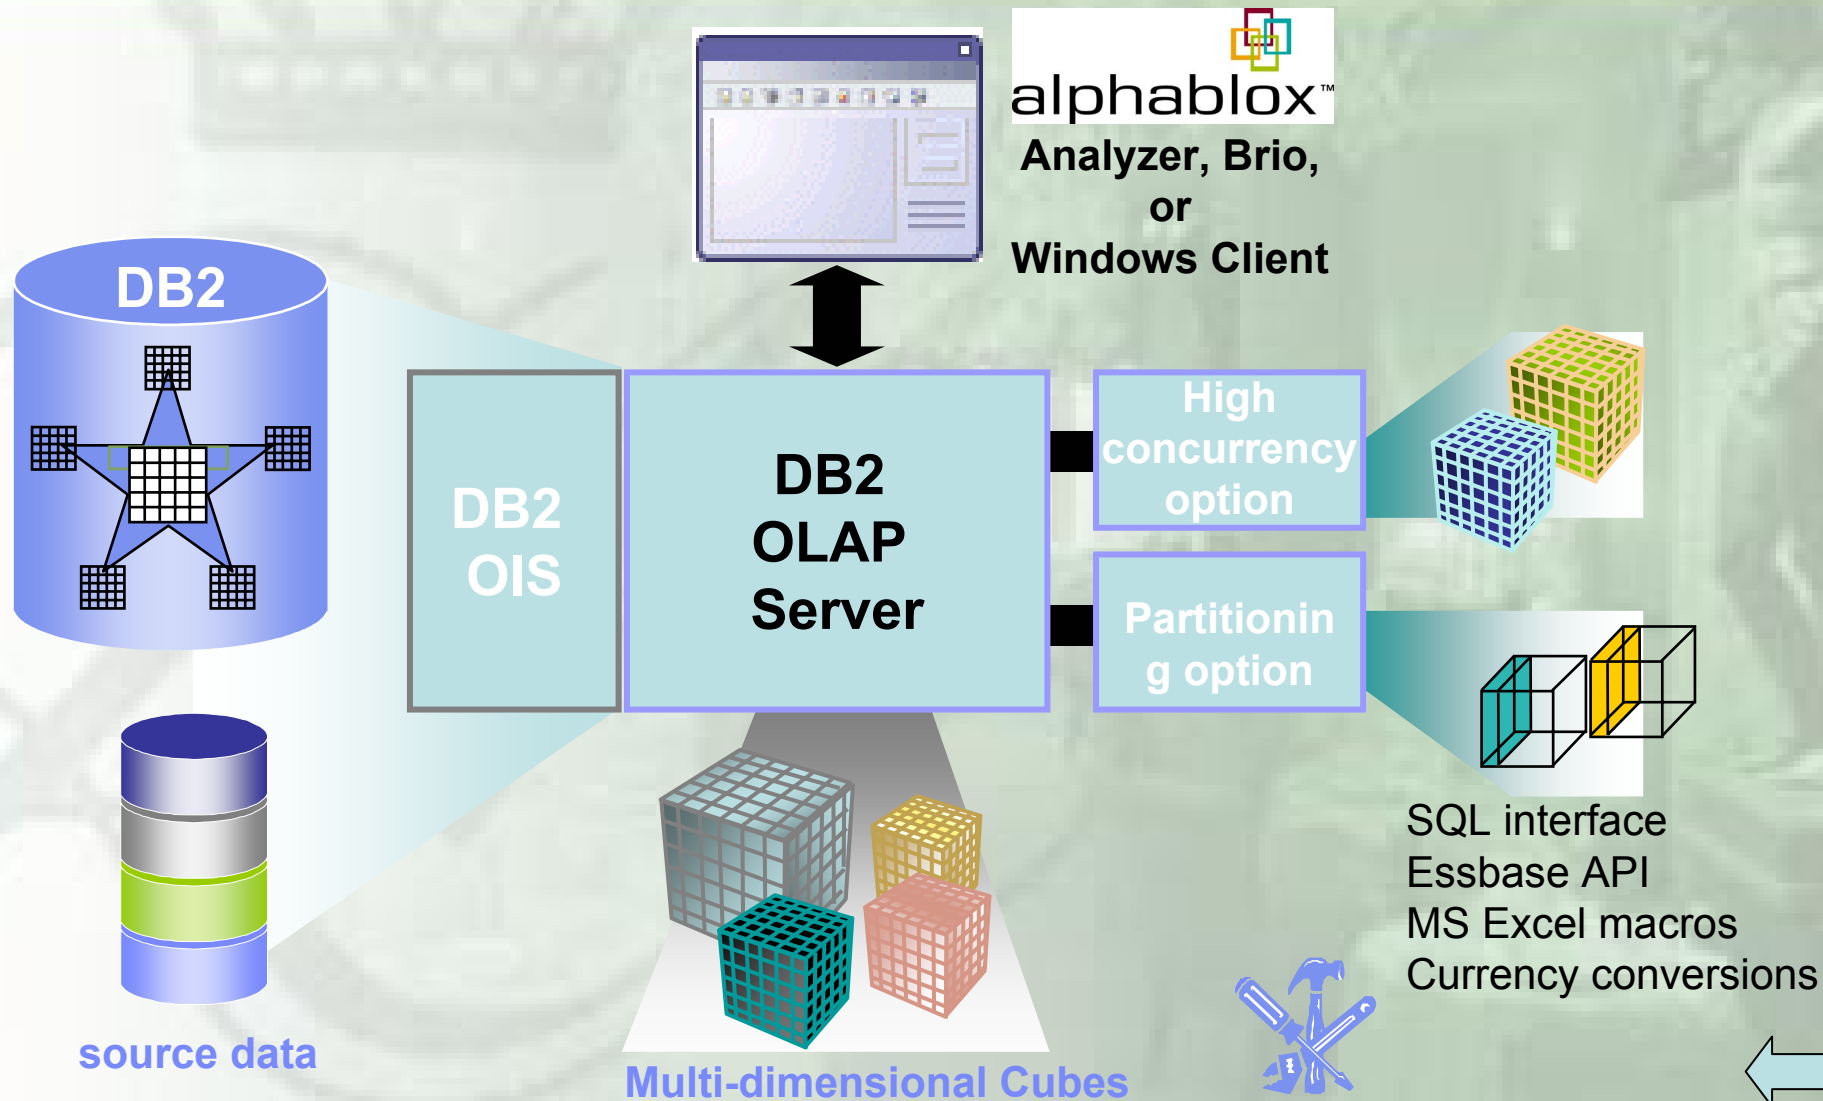 alphablox™
Analyzer, Brio,
or
Windows Client
DB2
DB2
OIS
DB2
OLAP
Server
High
concurrency
option
Partitionin
g option
SQL interface
Essbase API
MS Excel macros
Currency conversions
source data
Multi-dimensional Cubes